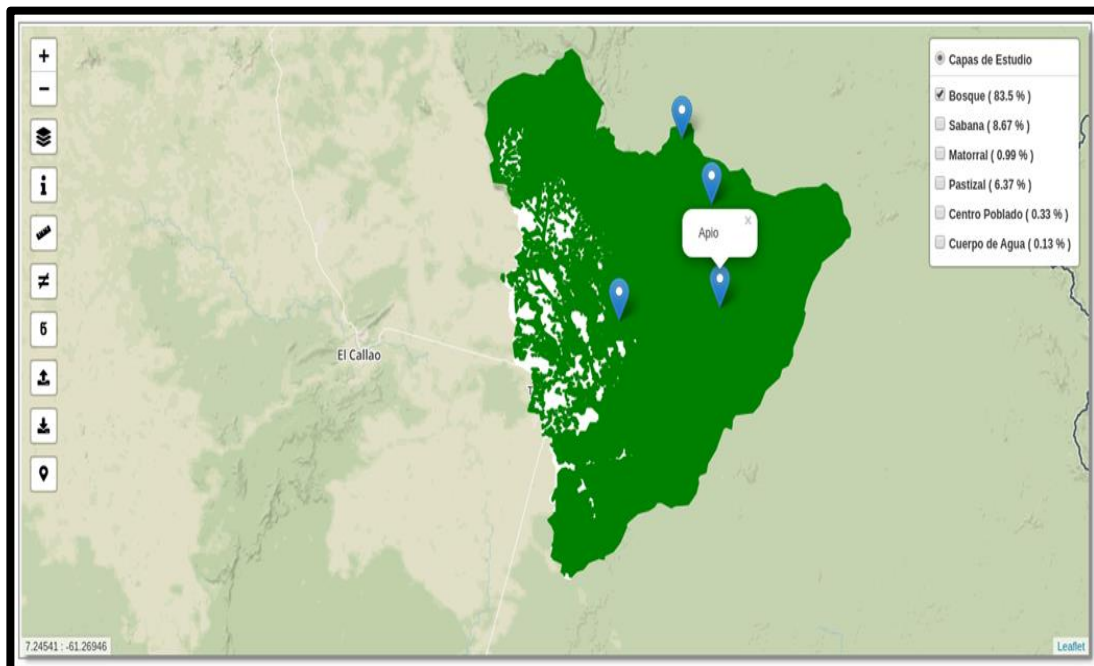 +
−
i
≠
6
Capas de Estudio
Bosque ( 83.5 % )
Sabana ( 8.67 % )
Matorral ( 0.99 % )
Pastizal ( 6.37 % )
Centro Poblado ( 0.33 % )
Cuerpo de Agua ( 0.13 % )
Apio
x
El Callao
T
7.24541 : -61.26946
Leaflet